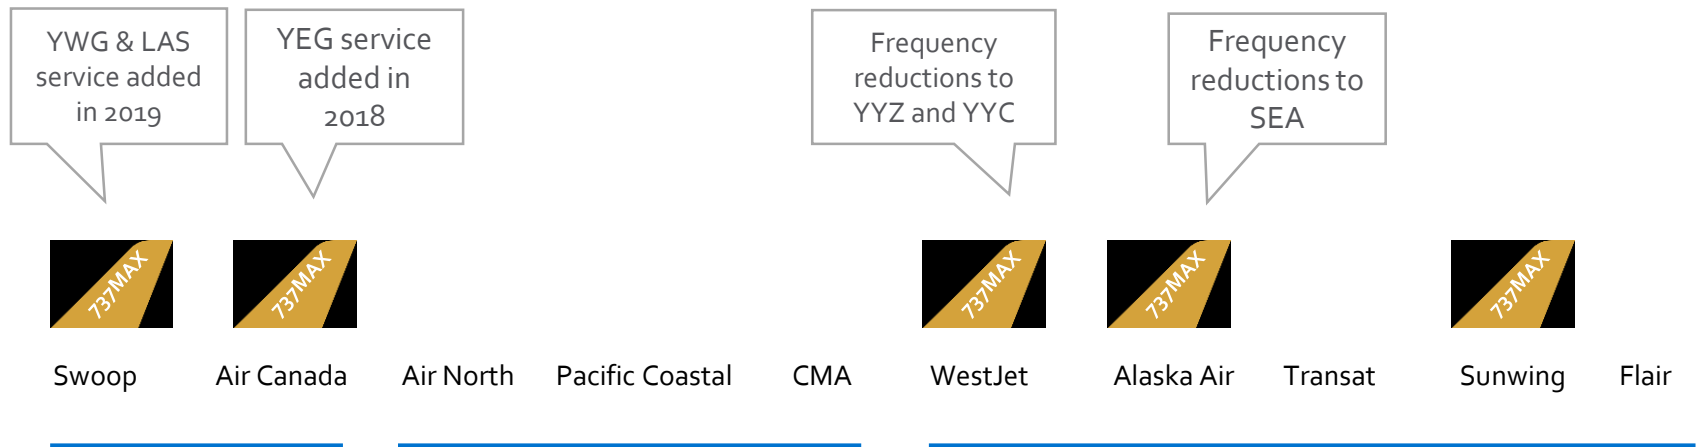 YWG & LAS
service added
in 2019
YEG service
added in
2018
Frequency
reductions to
YYZ and YYC
Frequency
reductions to
SEA
737MAX
737MAX
737MAX
737MAX
737MAX
Swoop Air Canada Air North Pacific Coastal CMA WestJet Alaska Air Transat Sunwing Flair